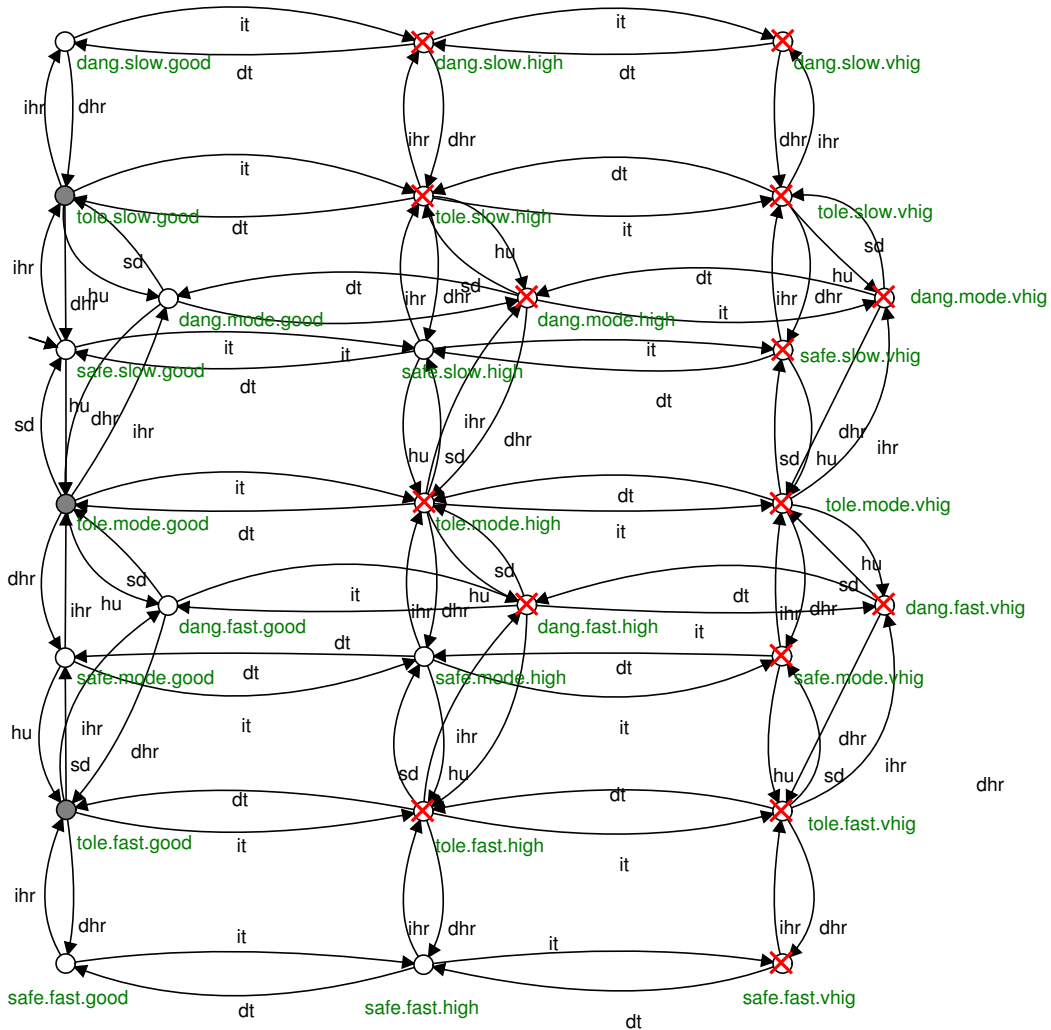 it it
dang.slow.good dang.slow.high dang.slow.vhig
dt dt
ihr dhr
ihr dhr dhr ihr
it dt
tole.slow.good tole.slow.high tole.slow.vhig
dt it
sd hu sd
ihr sd hu
dt dt
dhr hu ihr dhr ihr dhr
dang.mode.good dang.mode.high it dang.mode.vhig
it it it
safe.slow.good safe.slow.high safe.slow.vhig
dt dt
hu
sd dhr ihr ihr dhr dhr ihr
hu sd sd hu
it dt
tole.mode.good tole.mode.high tole.mode.vhig
dt it
sd sd hu
dhr sd
ihr hu it hu dt
ihr dhr ihr dhr
dang.fast.good dang.fast.high dang.fast.vhig
it
dt dt dt
safe.mode.good safe.mode.high safe.mode.vhig
hu ihr it ihr it
dhr dhr
sd sd hu hu sd ihr
dhr
dt dt
tole.fast.good tole.fast.high tole.fast.vhig
it it
ihr
dhr ihr dhr ihr dhr
it it
safe.fast.good safe.fast.high safe.fast.vhig
dt dt